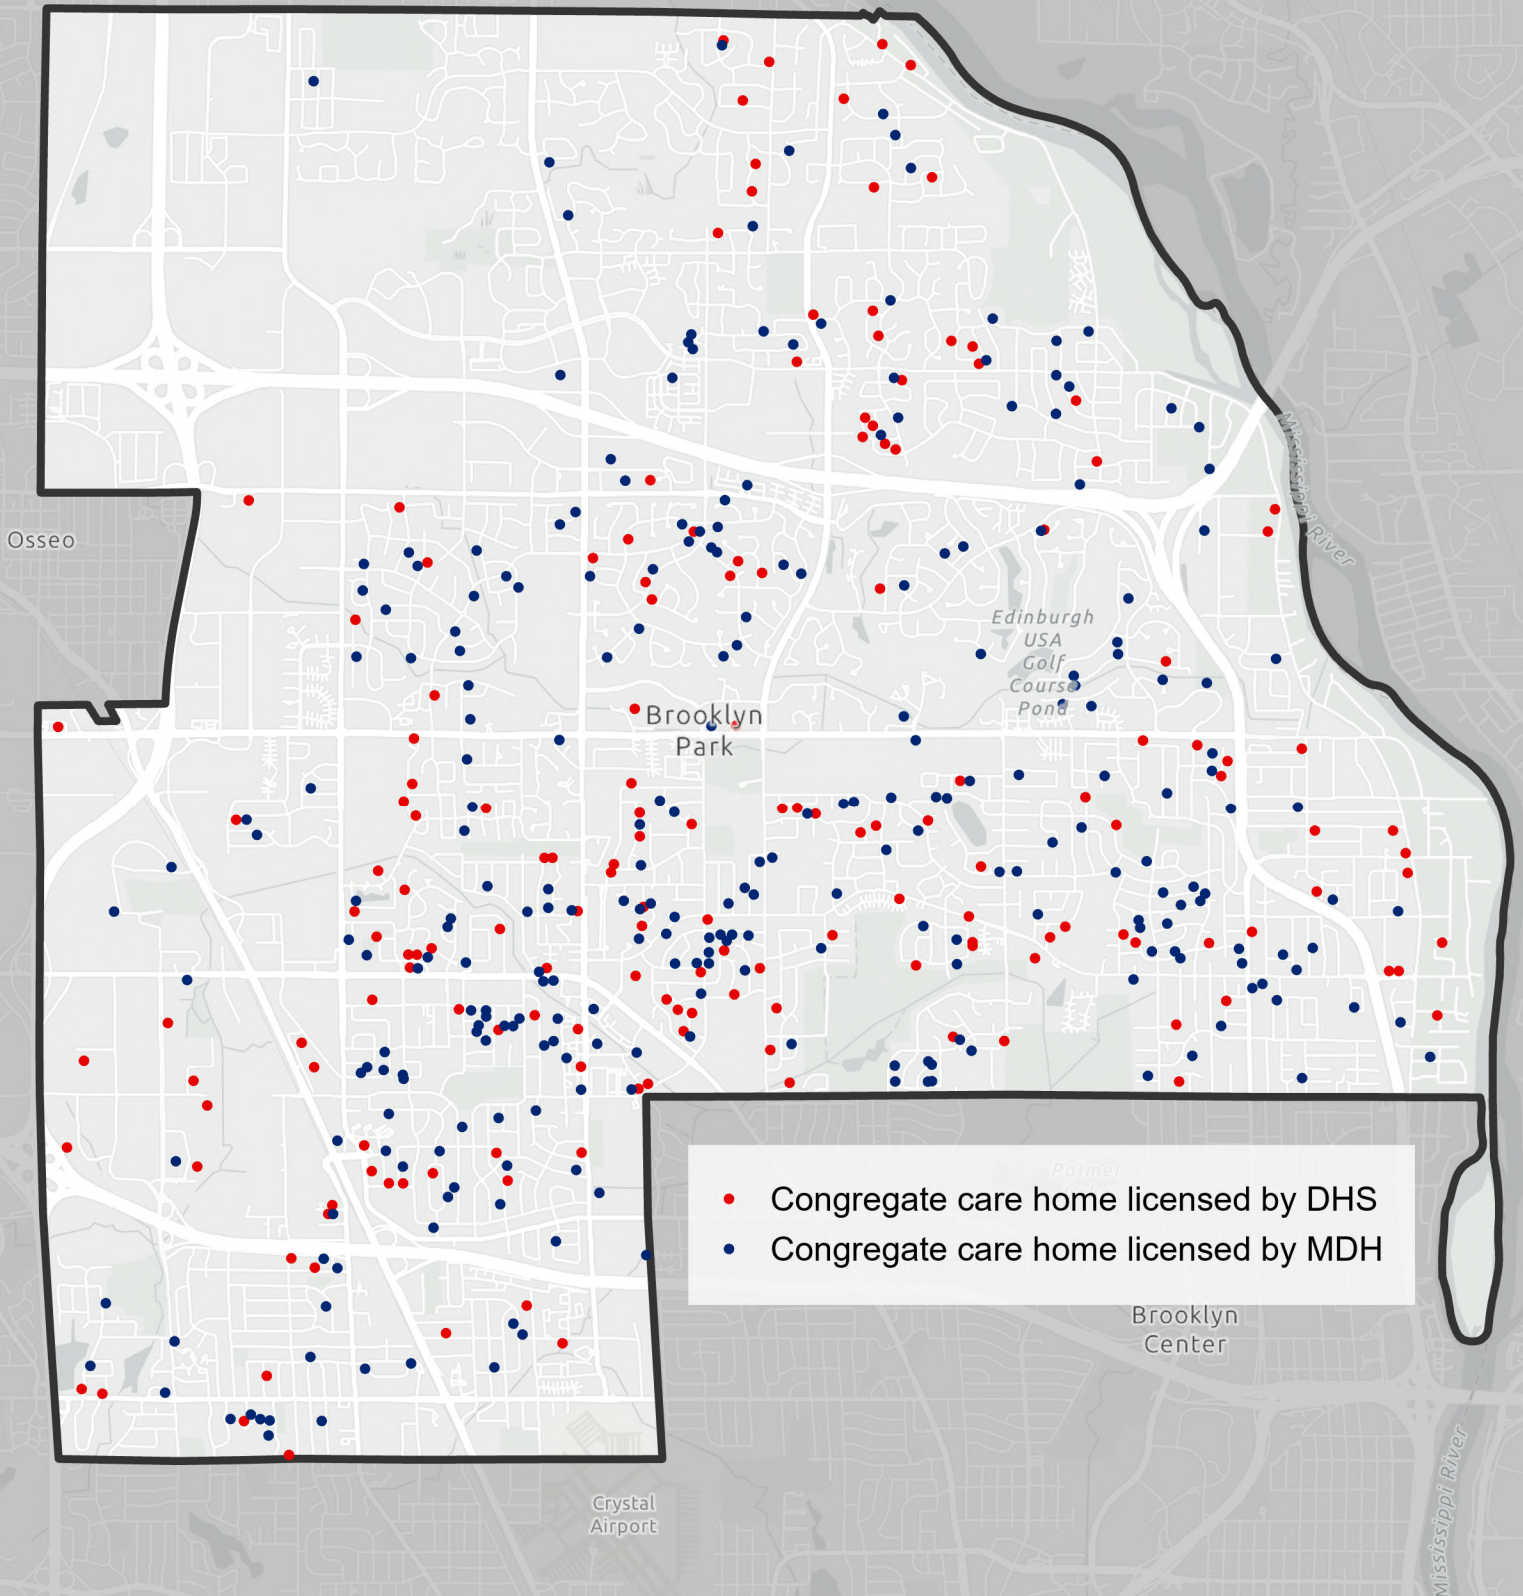 Osseo
Mississippi River
Edinburgh
USA
Golf
Course
Pond
Brooklyn
Park
Palmer
Congregate care home licensed by DHS
Congregate care home licensed by MDH
Brooklyn
Center
Crystal
Airport
Mississippi River